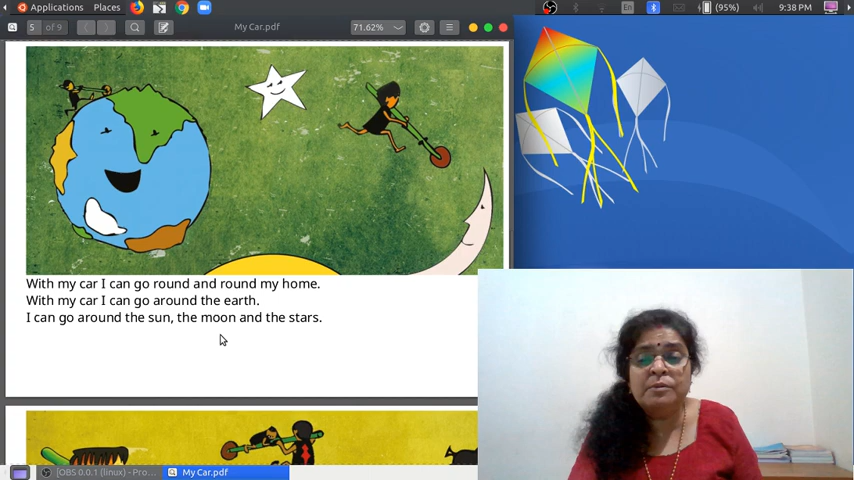 Applications Places En (95%) 9:38 PM
5 of 9 My Car.pdf 71.62%
With my car I can go round and round my home.
With my car I can go around the earth.
I can go around the sun, the moon and the stars.
[OBS 0.0.1 (linux) - Pro... My Car.pdf